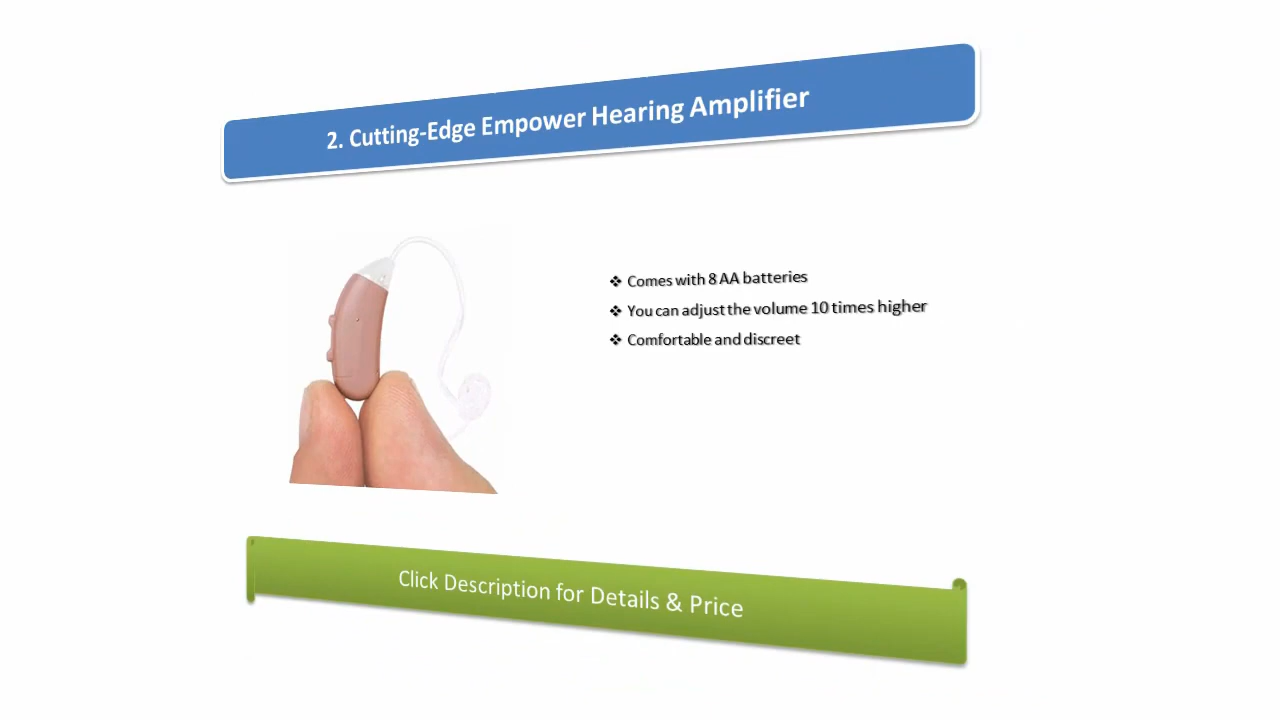 2. Cutting-Edge Empower Hearing Amplifier
❖ Comes with 8 AA batteries
❖ You can adjust the volume 10 times higher
❖ Comfortable and discreet
Click Description for Details & Price